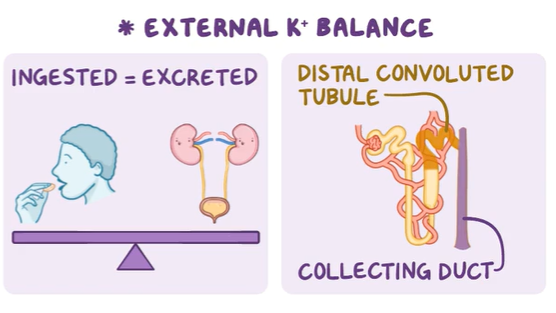 * EXTERNAL K⁺ BALANCE
INGESTED = EXCRETED
DISTAL CONVOLUTED
TUBULE
COLLECTING DUCT